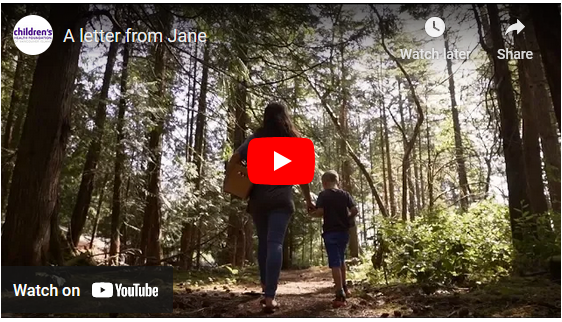 children's
HEALTH FOUNDATION
A letter from Jane
Watch later
Share
Watch on YouTube